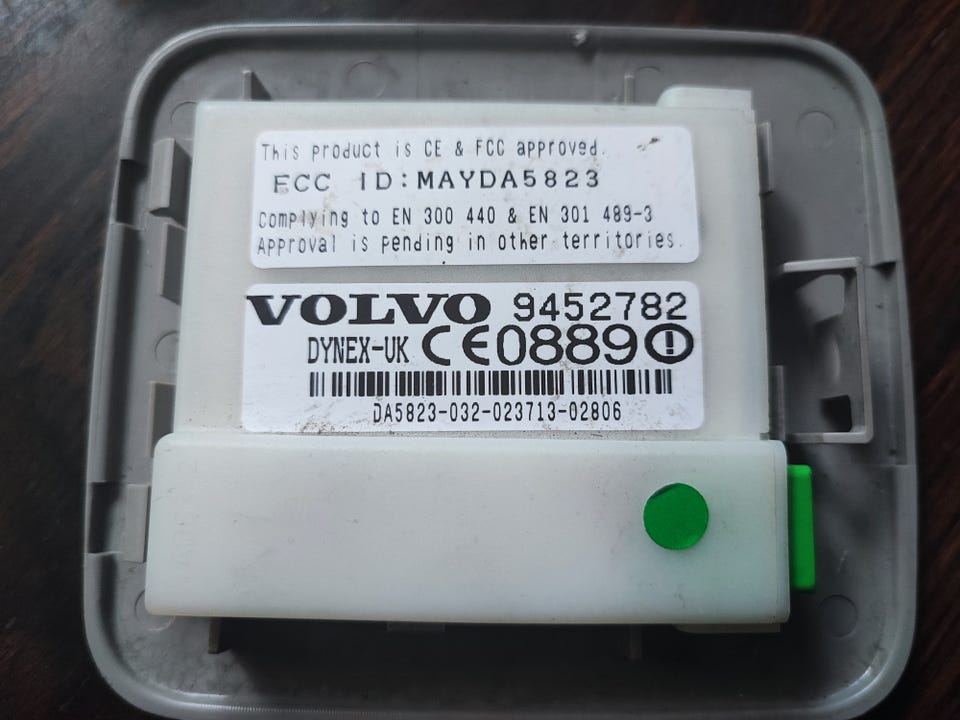 This product is CE & FCC approved.
FCC ID:MAYDA5823
Complying to EN 300 440 & EN 301 489-3
Approval is pending in other territories.
VOLVO 9452782
DYNEX-UK CE0889
DA5823-032-023713-02806